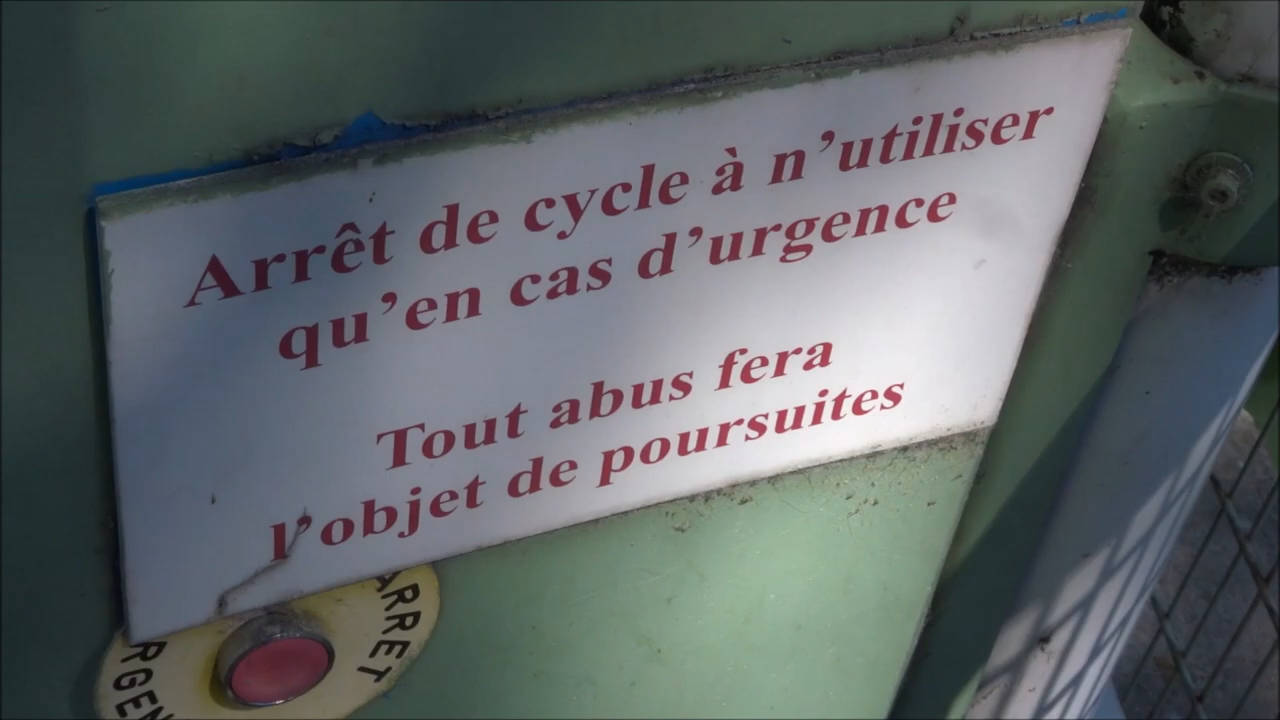 Arrêt de cycle à n'utiliser
qu'en cas d'urgence
Tout abus fera
l'objet de poursuites
ARRET